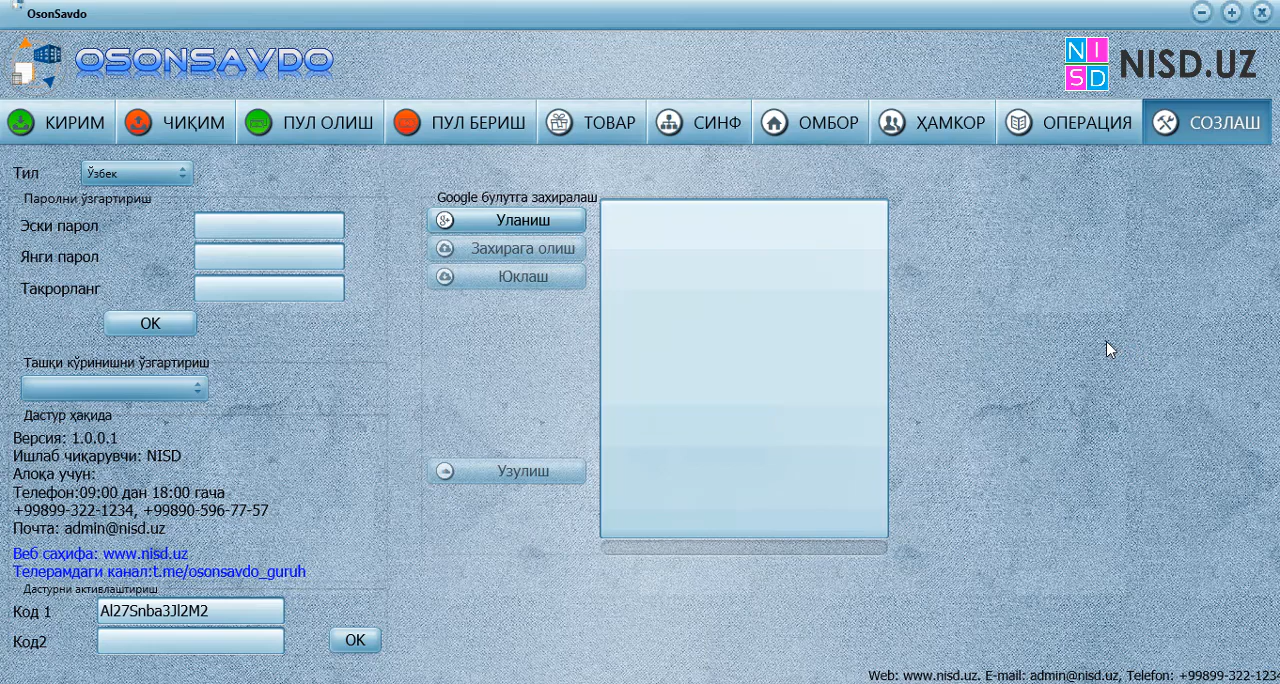 OsonSavdo
OSONSAVDO
NISD
NISD.UZ
КИРИМ ЧИҚИМ ПУЛ ОЛИШ ПУЛ БЕРИШ ТОВАР СИНФ ОМБОР ҲАМКОР ОПЕРАЦИЯ СОЗЛАШ
Тил Ўзбек
Паролни ўзгартириш
Эски парол
Янги парол
Такрорланг
OK
Ташқи кўринишни ўзгартириш
Дастур ҳақида
Версия: 1.0.0.1
Ишлаб чиқарувчи: NISD
Алоқа учун:
Телефон:09:00 дан 18:00 гача
+99899-322-1234, +99890-596-77-57
Почта: admin@nisd.uz
Веб саҳифа: www.nisd.uz
Телерамдаги канал:t.me/osonsavdo_guruh
Дастурни активлаштириш
Код 1 Al27Snba3Jl2M2
Код2 OK
Google булутга захиралаш
Уланиш
Захирага олиш
Юклаш
Узулиш
Web: www.nisd.uz. E-mail: admin@nisd.uz, Telefon: +99899-322-123